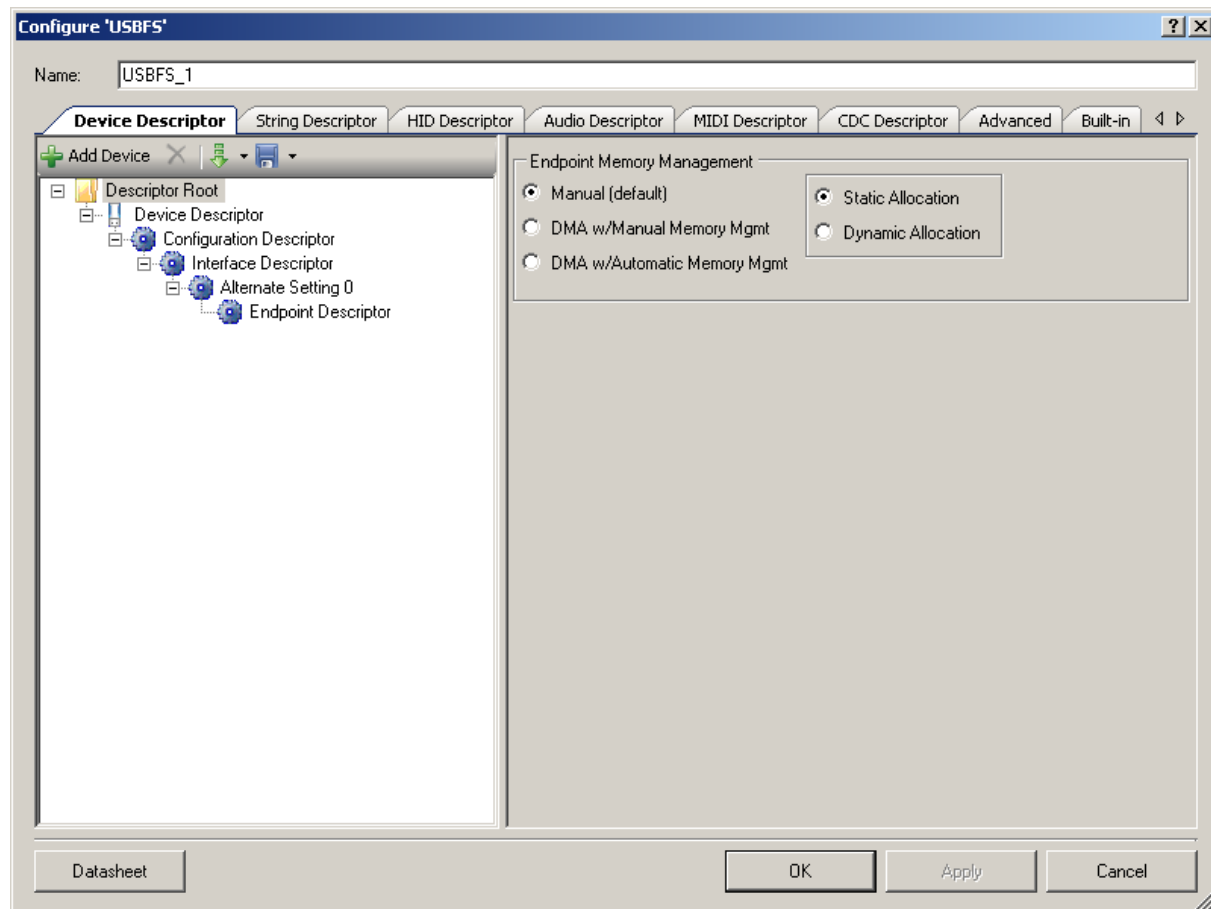 Configure 'USBFS'
Name: USBFS_1
Device Descriptor String Descriptor HID Descriptor Audio Descriptor MIDI Descriptor CDC Descriptor Advanced Built-in
Add Device
Descriptor Root
Device Descriptor
Configuration Descriptor
Interface Descriptor
Alternate Setting 0
Endpoint Descriptor
Endpoint Memory Management
Manual (default)
DMA w/Manual Memory Mgmt
DMA w/Automatic Memory Mgmt
Static Allocation
Dynamic Allocation
Datasheet OK Apply Cancel